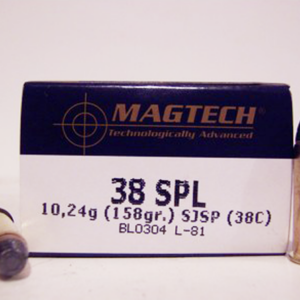 MAGTECH
Technologically Advanced
38 SPL
10,24g (158gr.) SJSP (38C)
BL0304 L-81